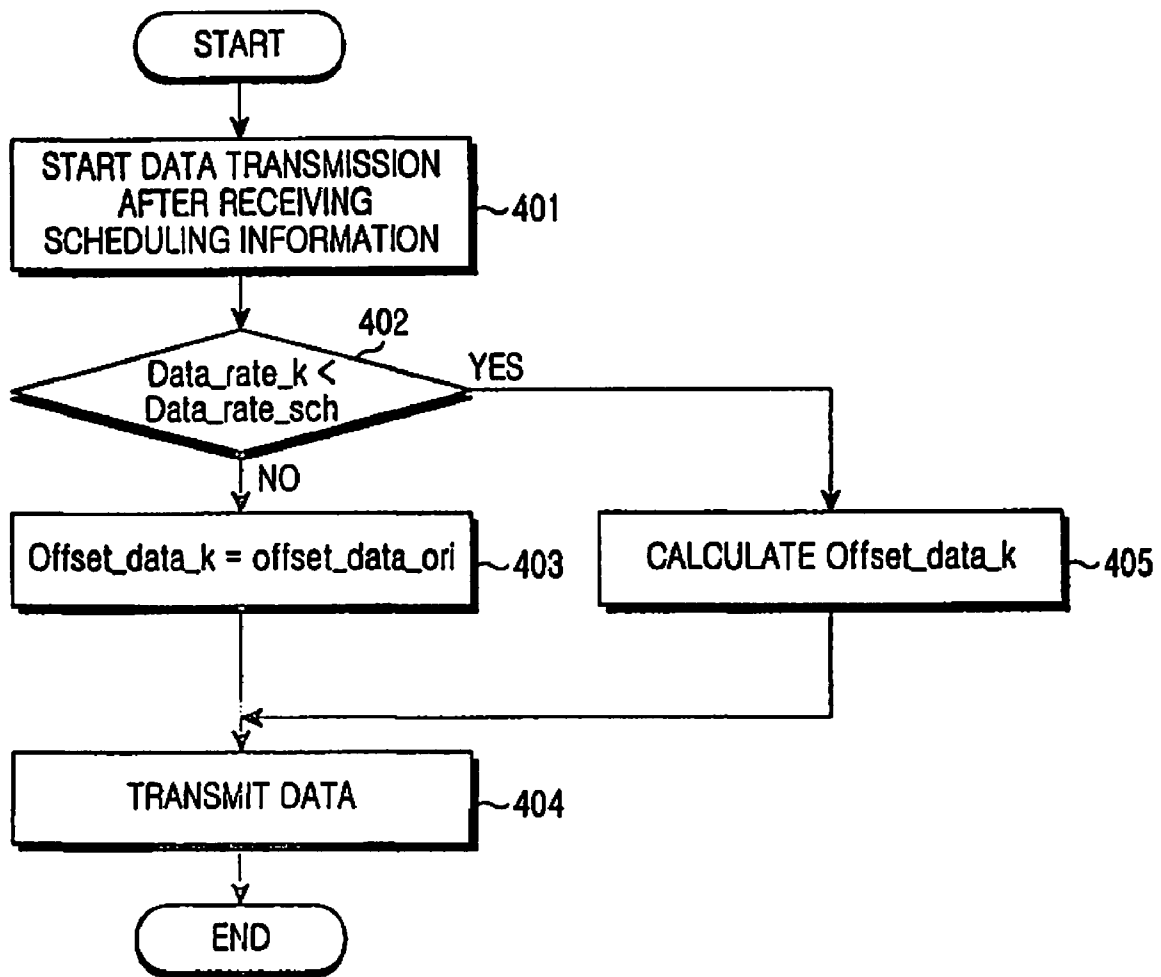 START
START DATA TRANSMISSION
AFTER RECEIVING
SCHEDULING INFORMATION
401
402
Data_rate_k <
Data_rate_sch
YES
NO
Offset_data_k = offset_data_ori
403
CALCULATE Offset_data_k
405
TRANSMIT DATA
404
END